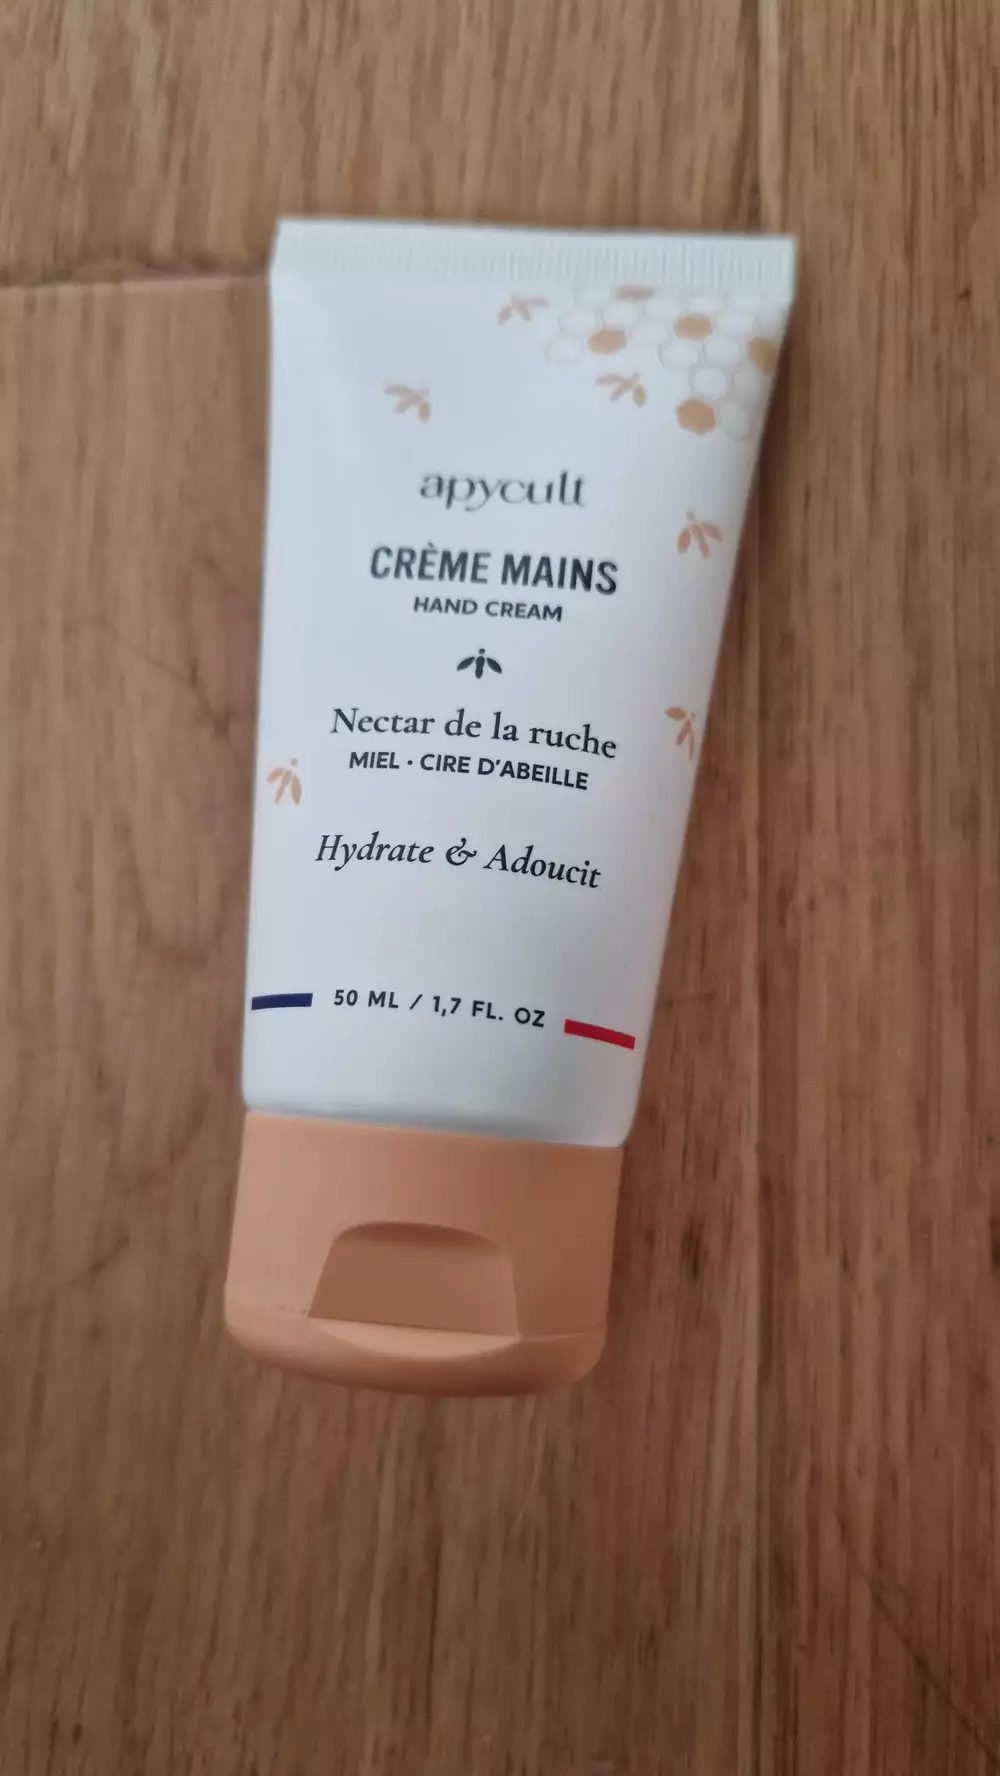 apycult
CRÈME MAINS
HAND CREAM
Nectar de la ruche
MIEL · CIRE D'ABEILLE
Hydrate & Adoucit
50 ML / 1,7 FL. OZ